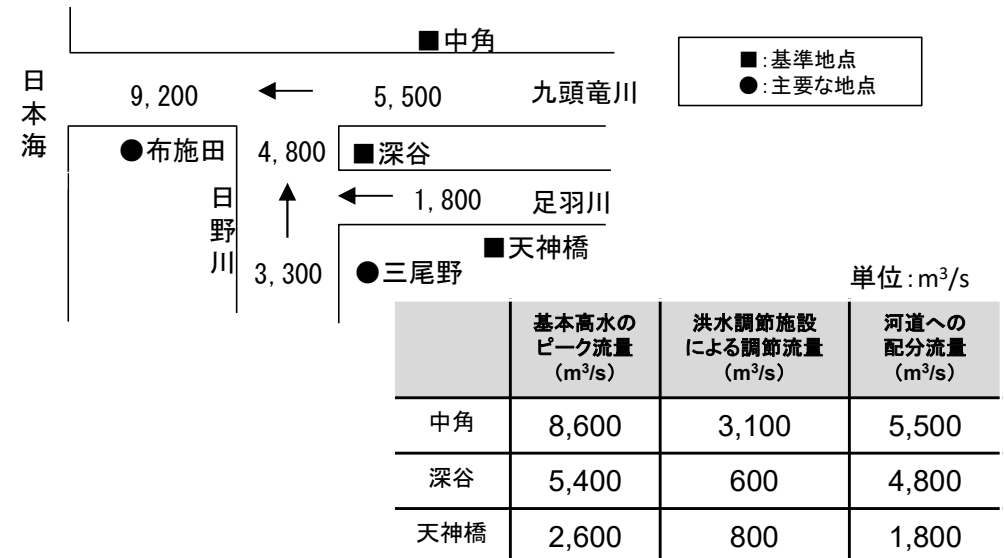 ■中角
■:基準地点
●:主要な地点
日本海
9,200
5,500
九頭竜川
●布施田
4,800
■深谷
日野川
1,800
足羽川
■天神橋
3,300
●三尾野
単位:m³/s
基本高水の
ピーク流量
(m³/s)
洪水調節施設
による調節流量
(m³/s)
河道への
配分流量
(m³/s)
中角 8,600 3,100 5,500
深谷 5,400 600 4,800
天神橋 2,600 800 1,800